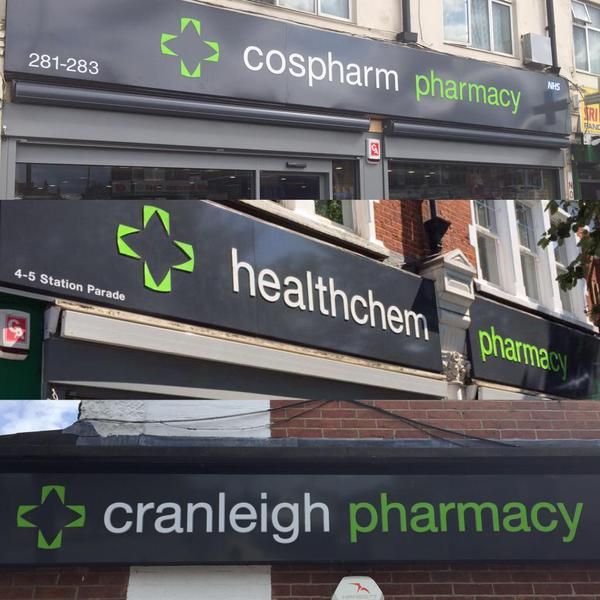 281-283
cospharm pharmacy
NHS
4-5 Station Parade
healthchem
pharmacy
cranleigh pharmacy